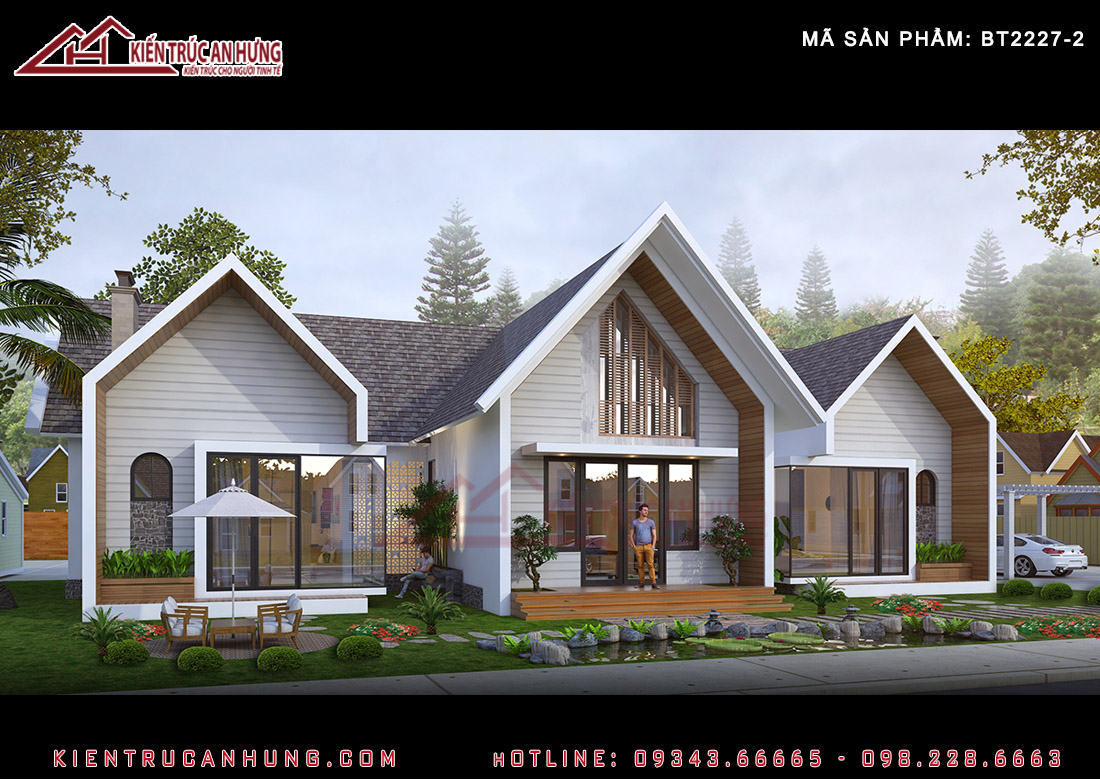 KIẾN TRÚC AN HƯNG
KIẾN TRÚC CHO NGƯỜI TINH TẾ
MÃ SẢN PHẨM: BT2227-2
KIENTRUCANHUNG.COM
HOTLINE: 09343.66665 - 098.228.6663